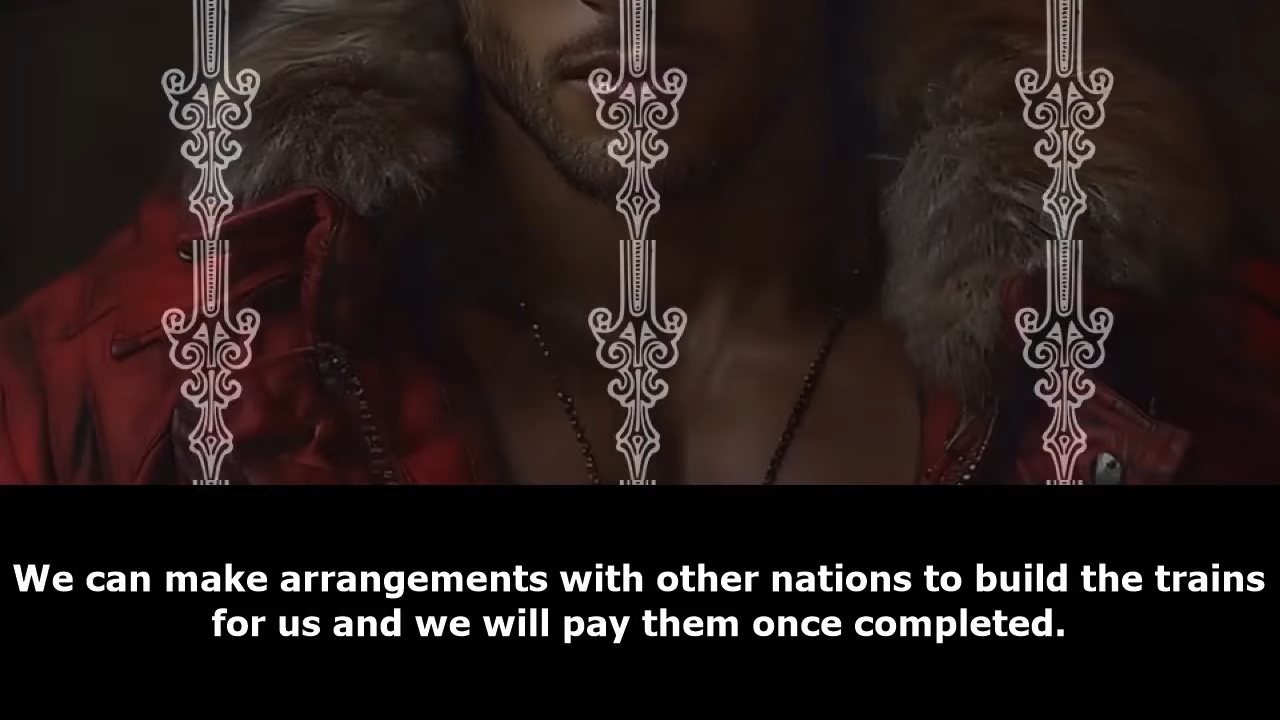 We can make arrangements with other nations to build the trains
for us and we will pay them once completed.